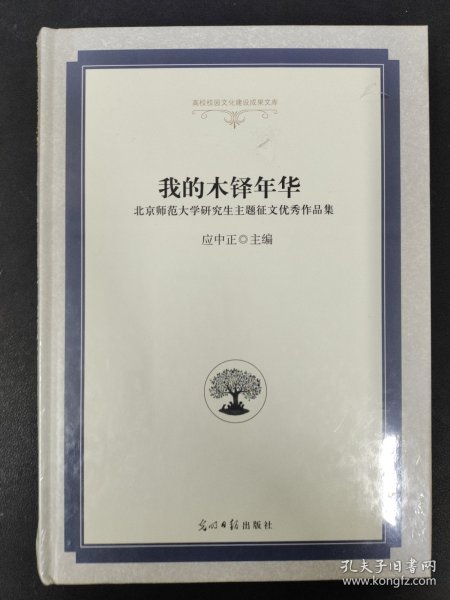 高校校园文化建设成果文库
我的木铎年华
北京师范大学研究生主题征文优秀作品集
应中正◎主编
光明日报出版社
孔夫子旧书网
www.kongfz.com